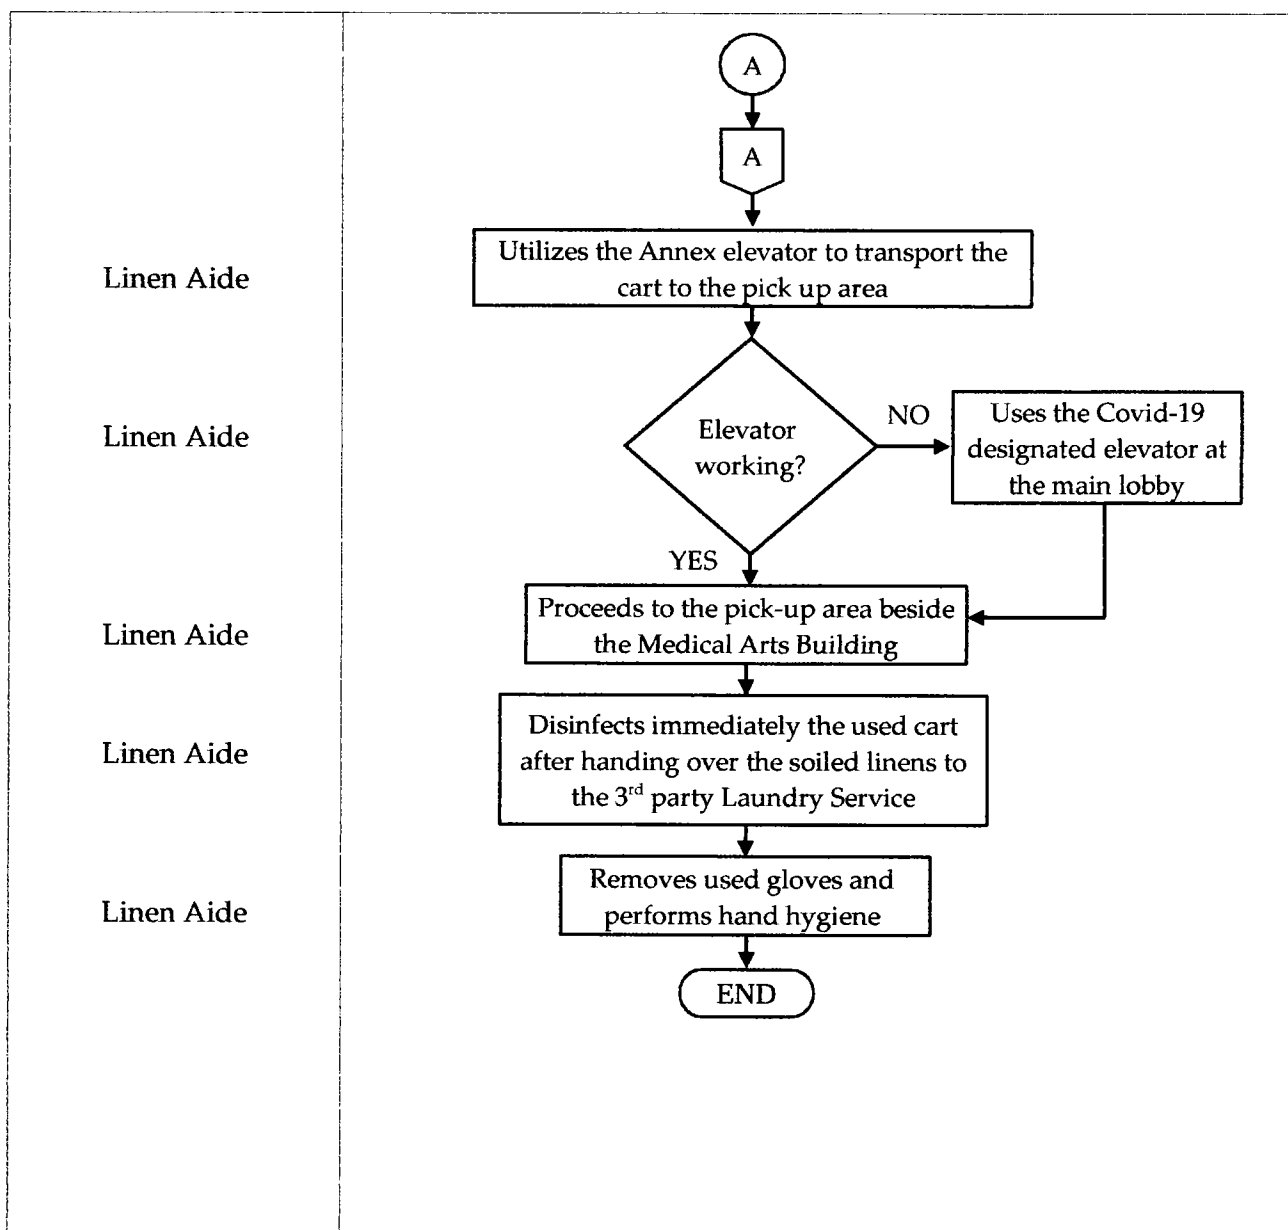 A
A
Linen Aide
Utilizes the Annex elevator to transport the
cart to the pick up area
Linen Aide
Elevator
working?
NO
Uses the Covid-19
designated elevator at
the main lobby
YES
Linen Aide
Proceeds to the pick-up area beside
the Medical Arts Building
Linen Aide
Disinfects immediately the used cart
after handing over the soiled linens to
the 3rd party Laundry Service
Linen Aide
Removes used gloves and
performs hand hygiene
END